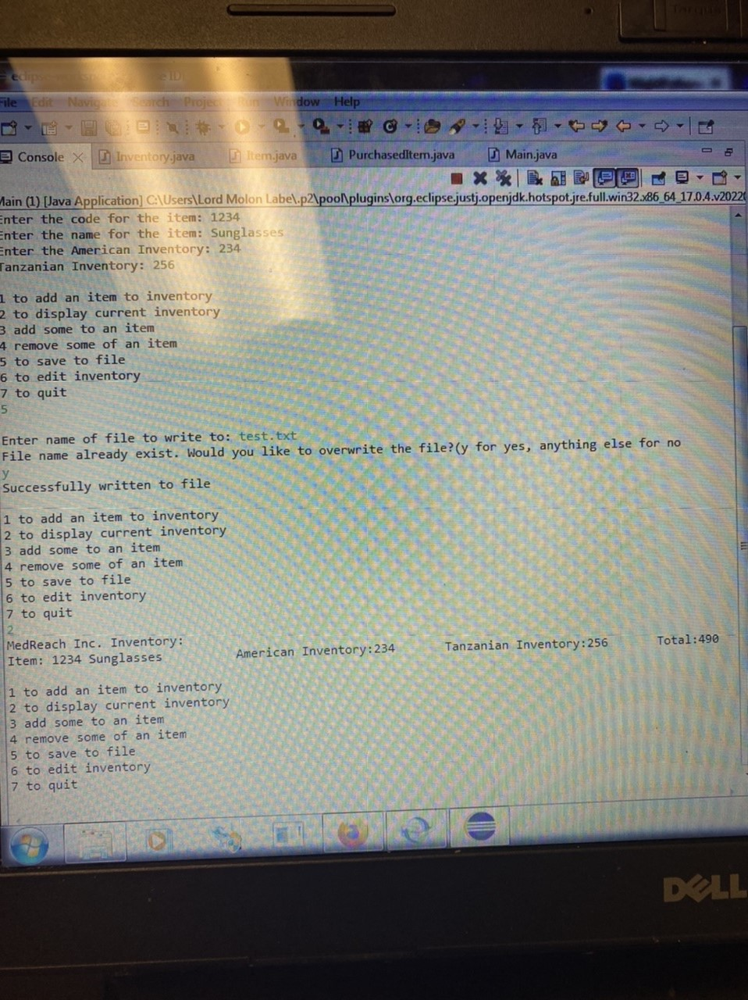 File Edit Navigate Search Project Run Window Help
Console Inventory.java Item.java PurchasedItem.java Main.java
Main (1) [Java Application] C:\Users\Lord Molon Labe\.p2\pool\plugins\org.eclipse.justj.openjdk.hotspot.jre.full.win32.x86_64_17.0.4.v2022
Enter the code for the item: 1234
Enter the name for the item: Sunglasses
Enter the American Inventory: 234
Tanzanian Inventory: 256
1 to add an item to inventory
2 to display current inventory
3 add some to an item
4 remove some of an item
5 to save to file
6 to edit inventory
7 to quit
5
Enter name of file to write to: test.txt
File name already exist. Would you like to overwrite the file?(y for yes, anything else for no
y
Successfully written to file
1 to add an item to inventory
2 to display current inventory
3 add some to an item
4 remove some of an item
5 to save to file
6 to edit inventory
7 to quit
2
MedReach Inc. Inventory:
Item: 1234 Sunglasses American Inventory:234 Tanzanian Inventory:256 Total:490
1 to add an item to inventory
2 to display current inventory
3 add some to an item
4 remove some of an item
5 to save to file
6 to edit inventory
7 to quit
DELL